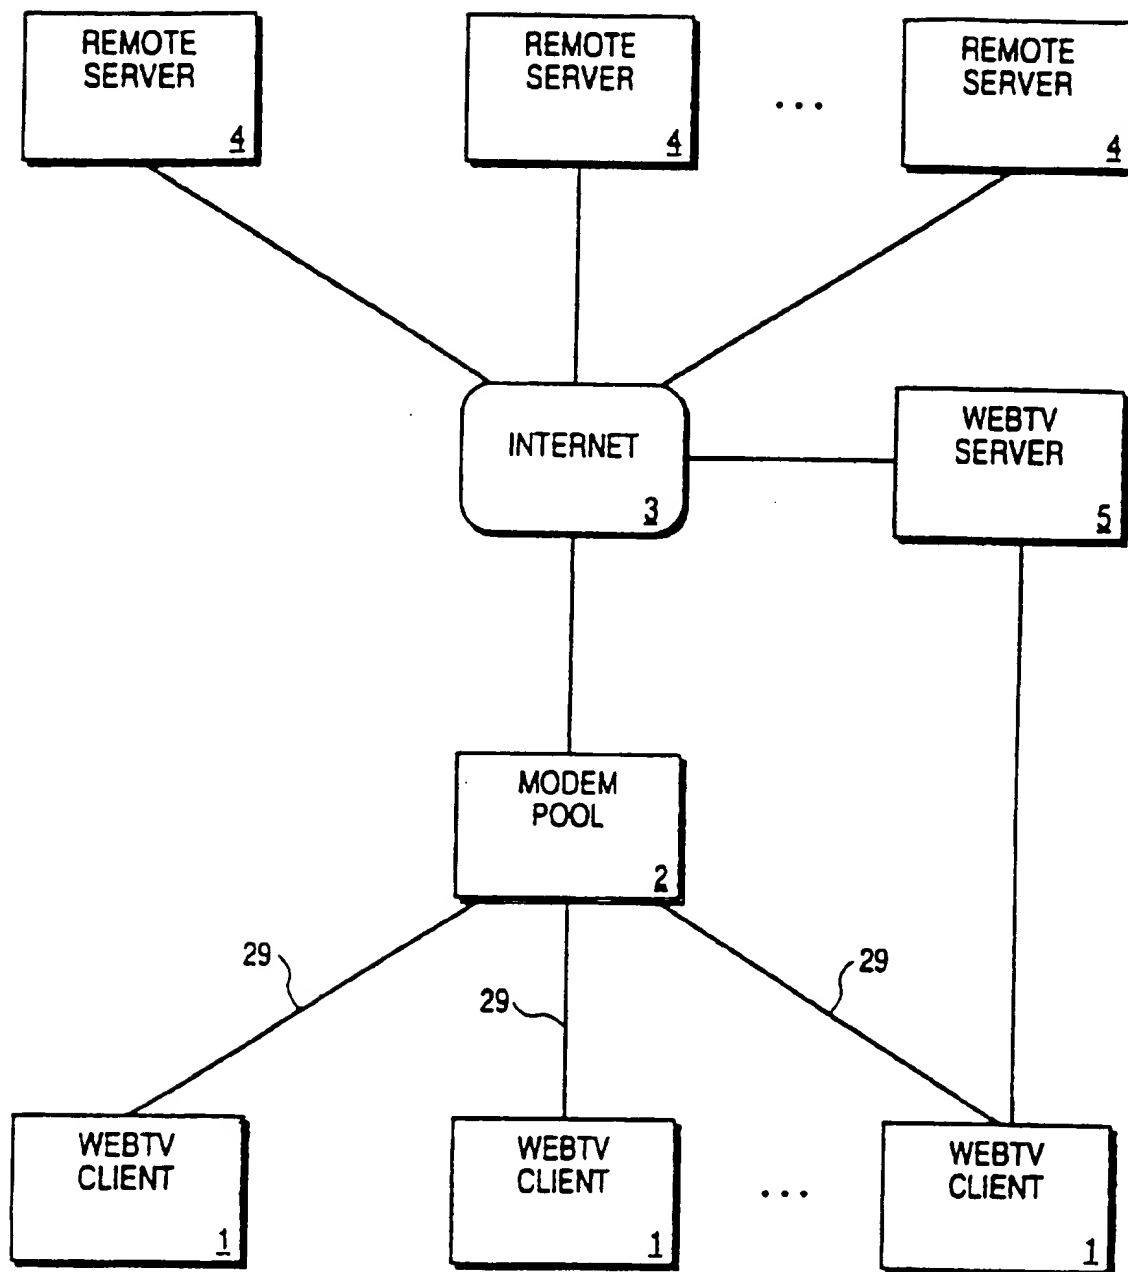 REMOTE
SERVER
4
REMOTE
SERVER
4
...
REMOTE
SERVER
4
INTERNET
3
WEBTV
SERVER
5
MODEM
POOL
2
29
29
29
WEBTV
CLIENT
1
WEBTV
CLIENT
1
...
WEBTV
CLIENT
1